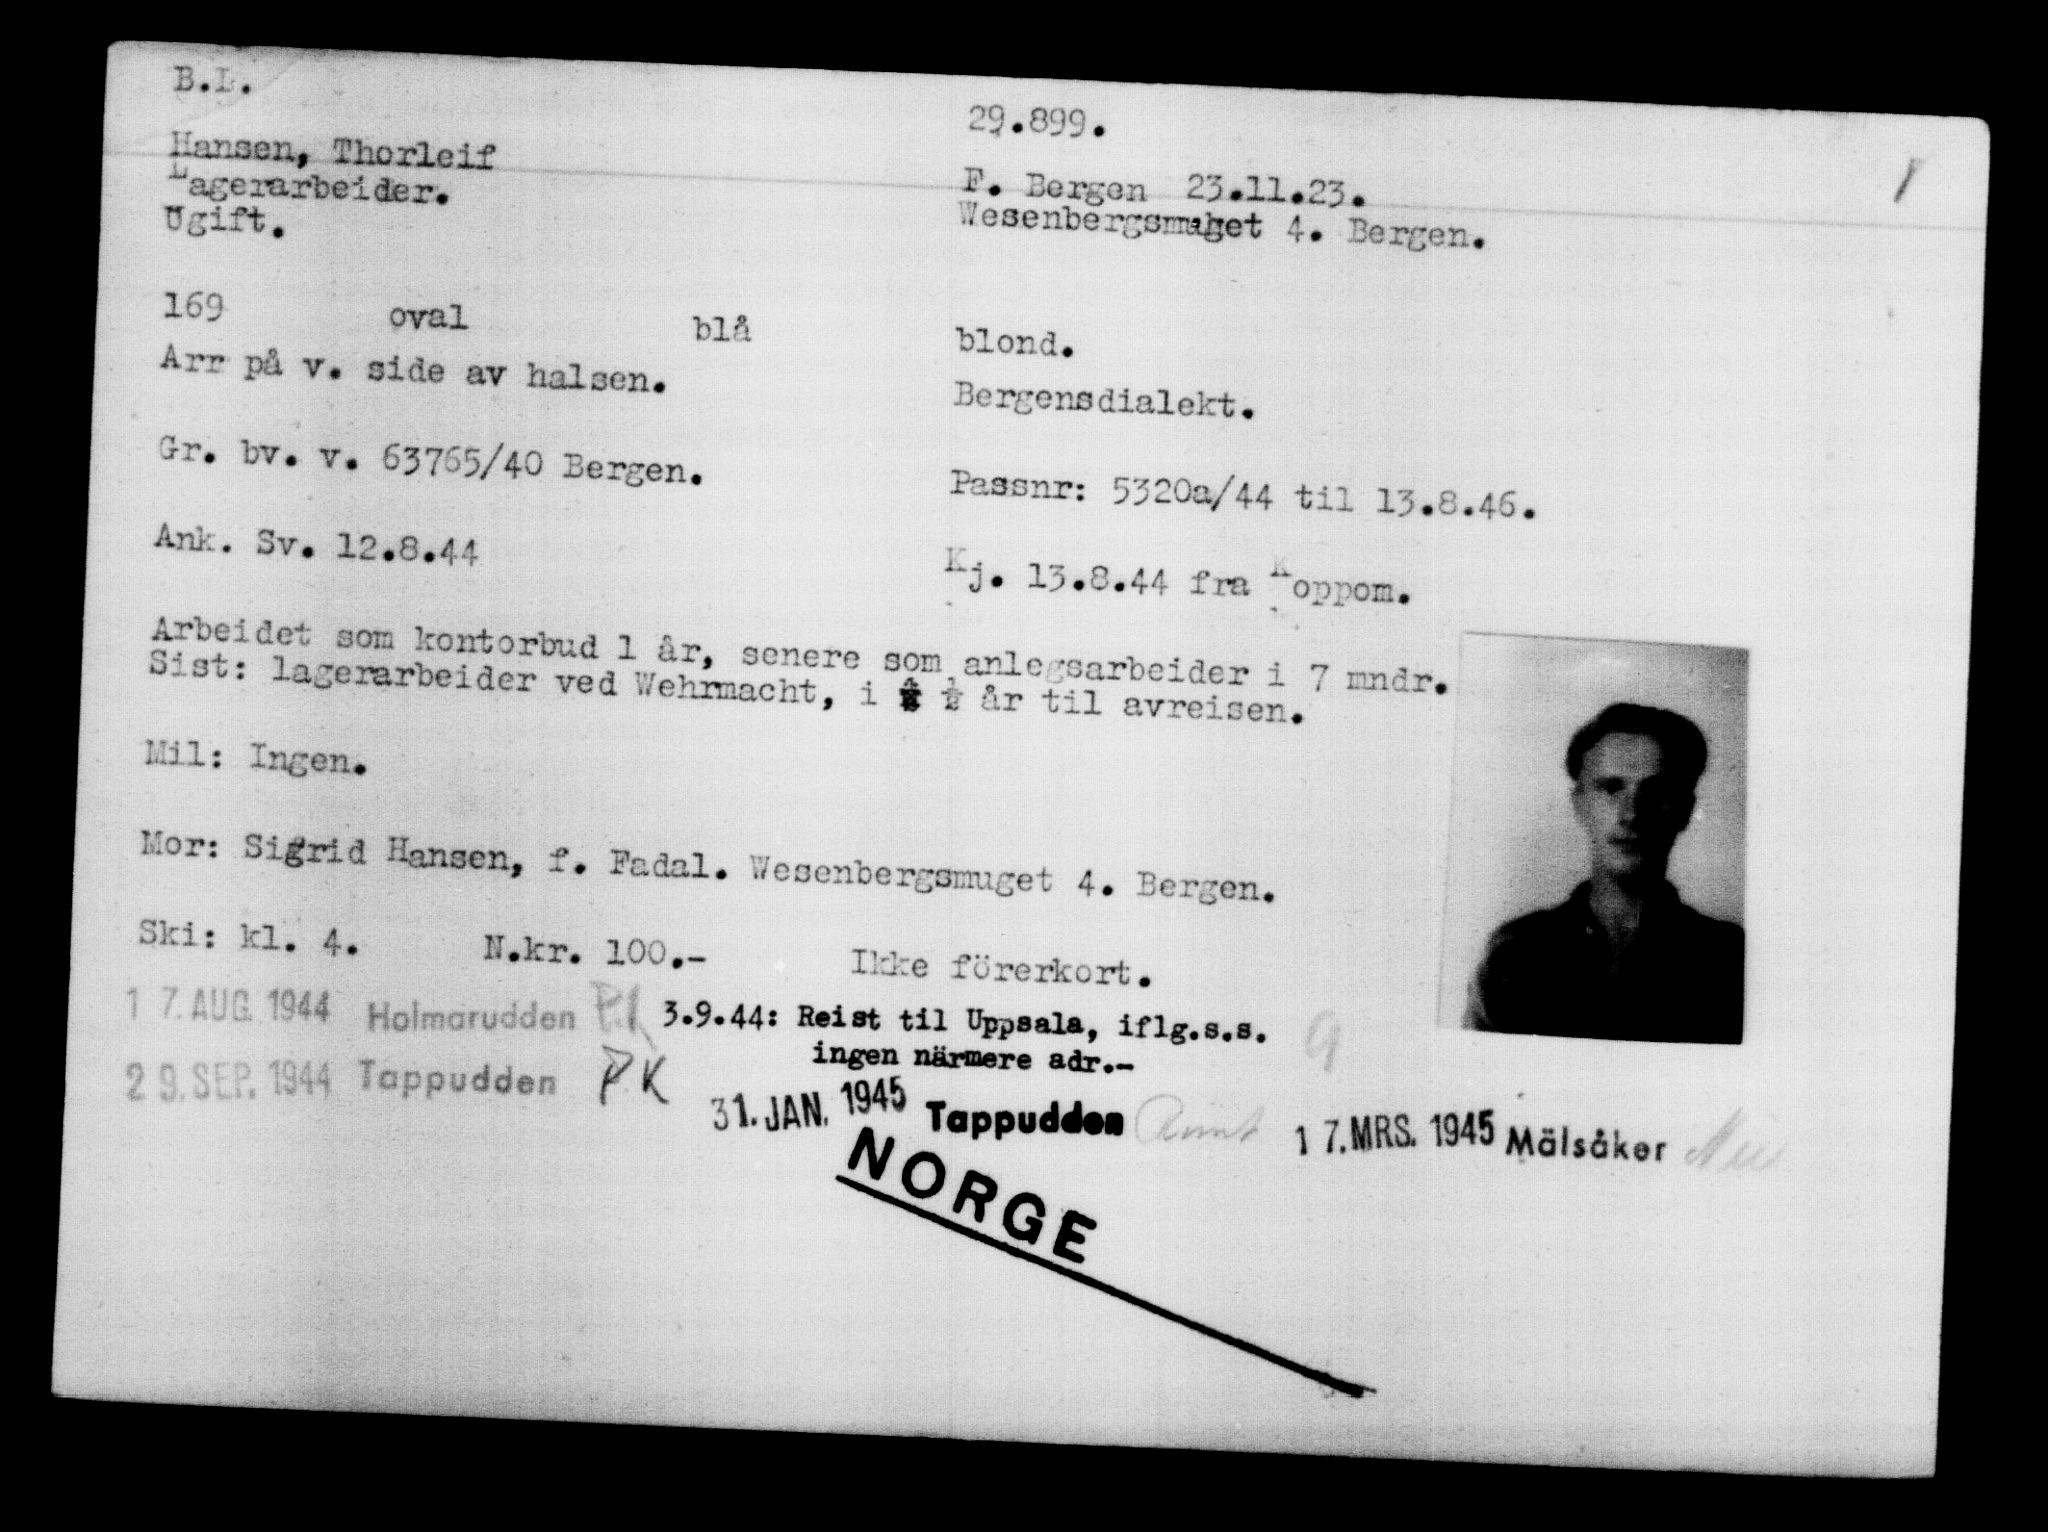 B.L.
29.899.
Hansen, Thorleif
F. Bergen 23.11.23.
Lagerarbeider.
Wesenbergsmuget 4. Bergen.
Ugift.
169 oval blå blond.
Arr på v. side av halsen.
Bergensdialekt.
Gr. bv. v. 63765/40 Bergen.
Passnr: 5320a/44 til 13.8.46.
Ank. Sv. 12.8.44
Kj. 13.8.44 fra Koppom.
Arbeidet som kontorbud 1 år, senere som anlegsarbeider i 7 mndr.
Sist: lagerarbeider ved Wehrmacht, i ½ år til avreisen.
Mil: Ingen.
Mor: Sigrid Hansen, f. Fadal. Wesenbergsmuget 4. Bergen.
Ski: kl. 4. N.kr. 100.- Ikke förerkort.
17. AUG. 1944 Holmarudden P.K 3.9.44: Reist til Uppsala, iflg.s.s.
ingen närmere adr.-
29. SEP. 1944 Tappudden P K
31. JAN. 1945 Tappudden
17. MRS. 1945 Mälsåker
NORGE